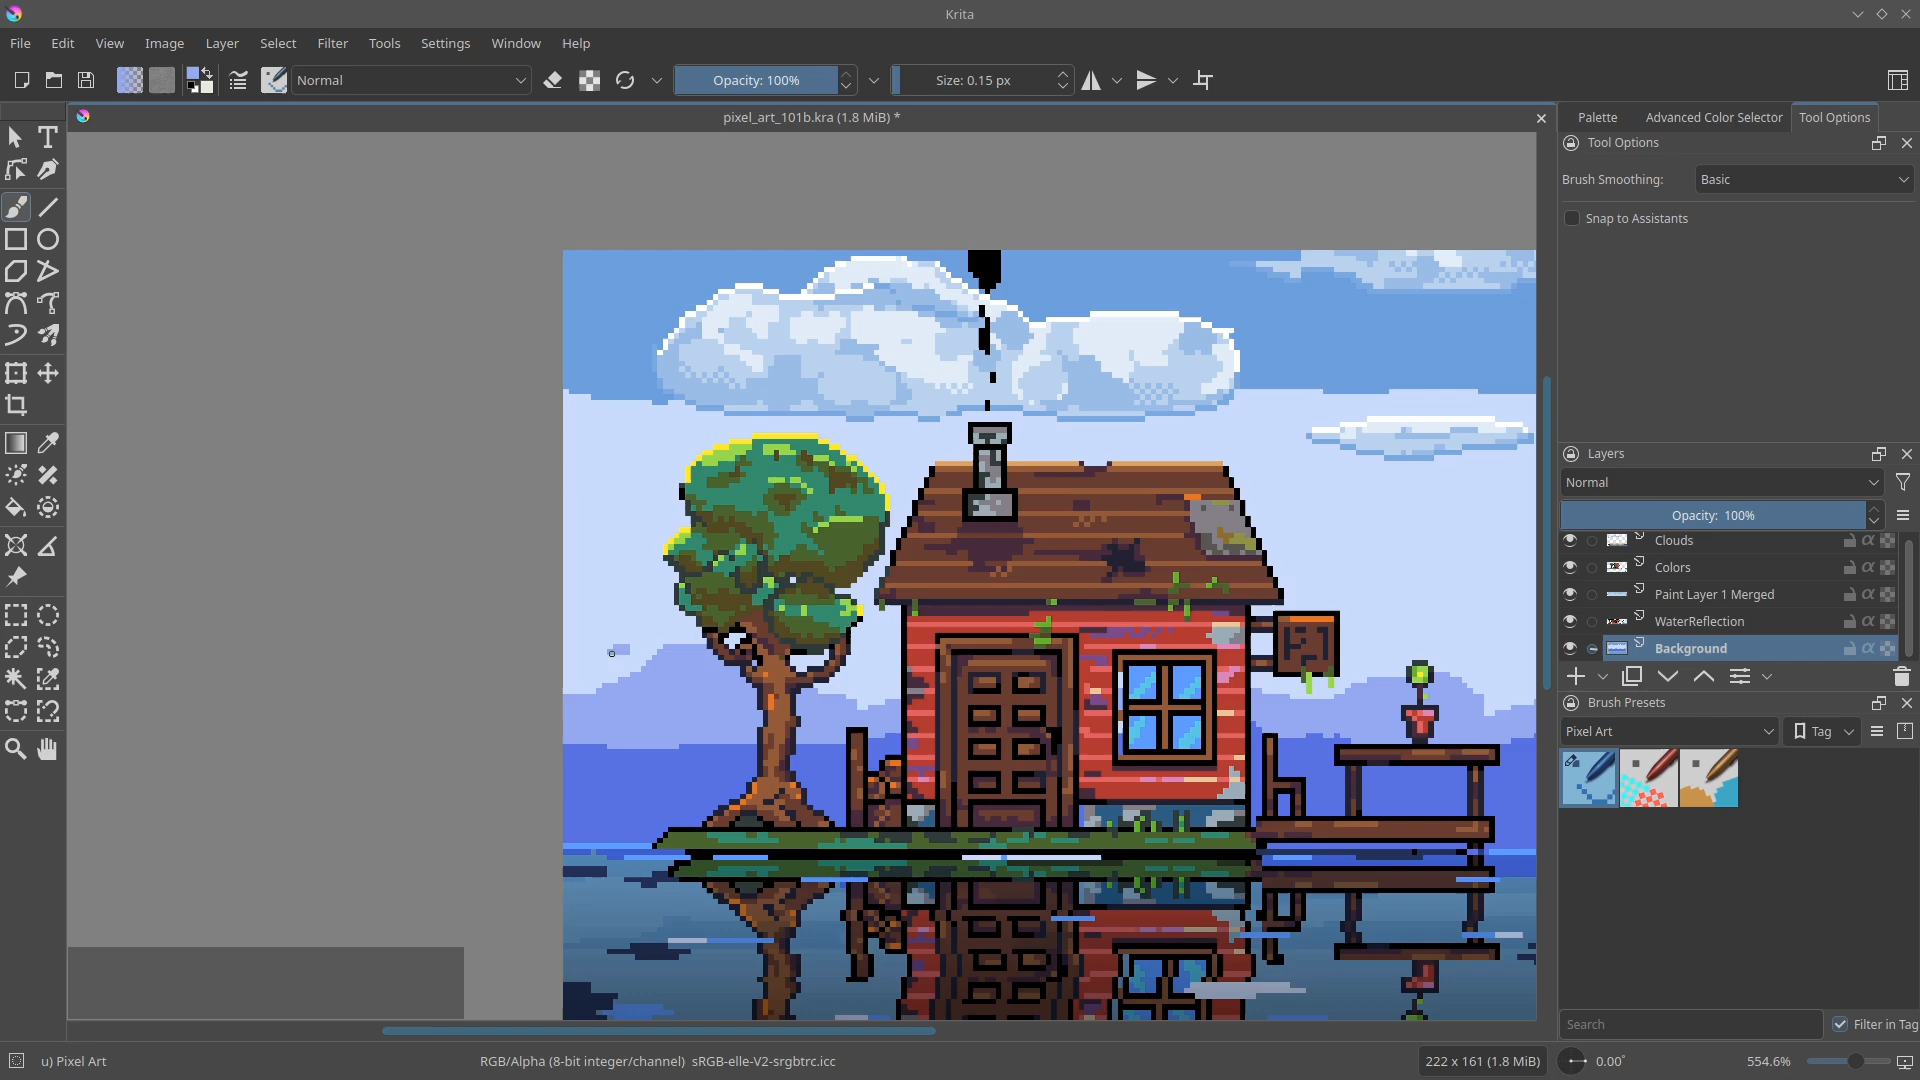 Krita
File Edit View Image Layer Select Filter Tools Settings Window Help
Normal Opacity: 100% Size: 0.15 px
pixel_art_101b.kra (1.8 MiB) *
Palette Advanced Color Selector Tool Options
Tool Options
Brush Smoothing: Basic
Snap to Assistants
Layers
Normal
Opacity: 100%
Clouds
Colors
Paint Layer 1 Merged
WaterReflection
Background
Brush Presets
Pixel Art Tag
Search Filter in Tag
u) Pixel Art RGB/Alpha (8-bit integer/channel) sRGB-elle-V2-srgbtrc.icc 222 x 161 (1.8 MiB) 0.00° 554.6%